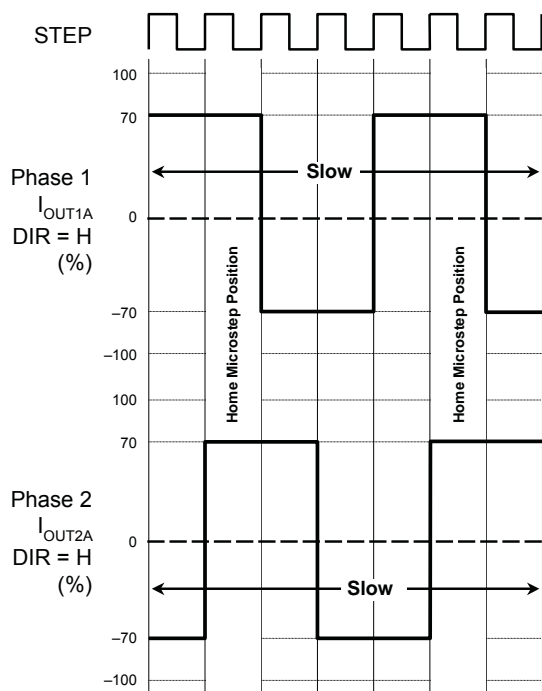 STEP
100
70
Slow
Phase 1
I_OUT1A
DIR = H
(%)
0
Home Microstep Position
Home Microstep Position
–70
–100
100
70
Phase 2
I_OUT2A
DIR = H
(%)
0
Slow
–70
–100